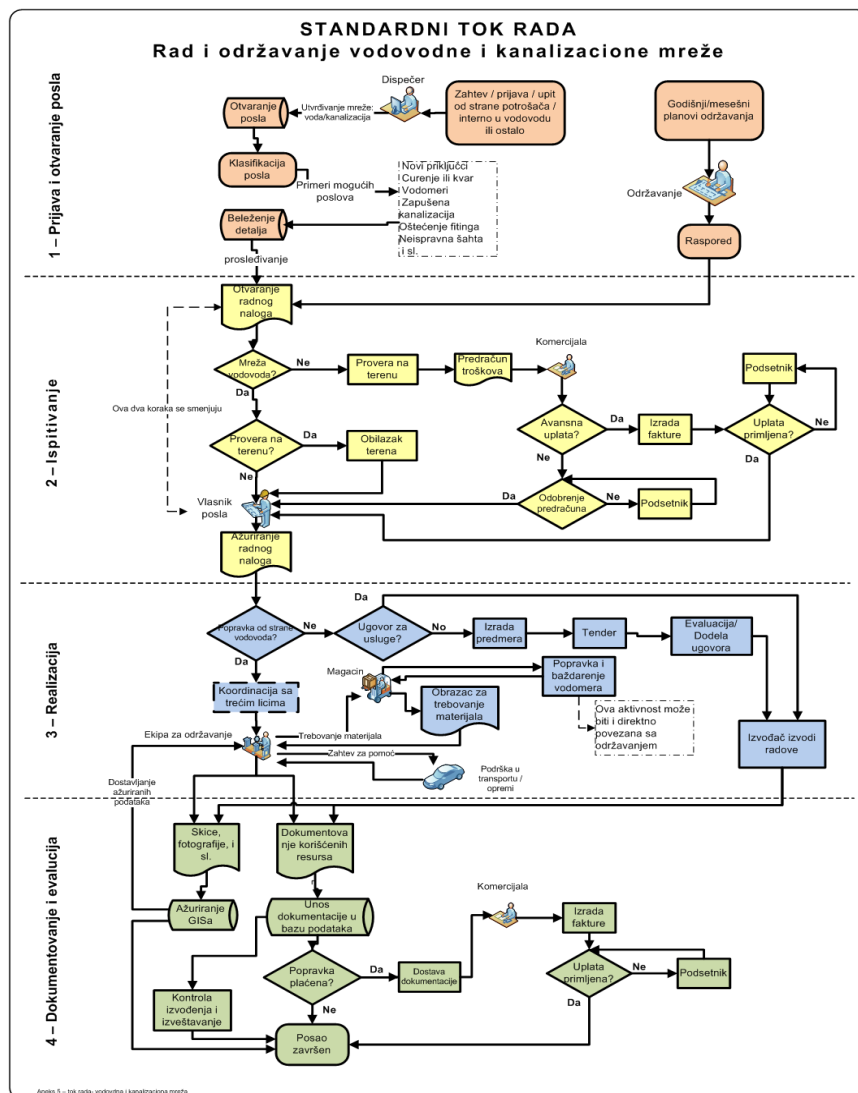 STANDARDNI TOK RADA
Rad i održavanje vodovodne i kanalizacione mreže
1 – Prijava i otvaranje posla
Dispečer
Otvaranje
posla
Utvrđivanje mreže:
voda/kanalizacija
Zahtev / prijava / upit
od strane potrošača /
interno u vodovodu
ili ostalo
Godišnji/mesešni
planovi održavanja
Klasifikacija
posla
Primeri mogućih
poslova
Novi priključci
Curenje ili kvar
Vodomeri
Zapušena
kanalizacija
Oštećenje fitinga
Neispravna šahta
i sl.
Održavanje
Beleženje
detalja
Raspored
prosleđivanje
2 – Ispitivanje
Otvaranje
radnog
naloga
Mreža
vodovoda?
Ne
Da
Provera na
terenu
Predračun
troškova
Komercijala
Podsetnik
Ova dva koraka se smenjuju
Provera na
terenu?
Da
Ne
Obilazak
terena
Avansna
uplata?
Da
Ne
Izrada
fakture
Uplata
primljena?
Ne
Da
Vlasnik
posla
Odobrenje
predračuna
Da
Ne
Podsetnik
Ažuriranje
radnog
naloga
3 – Realizacija
Da
Popravka od strane
vodovoda?
Ne
Da
Ugovor za
usluge?
No
Izrada
predmera
Tender
Evaluacija/
Dodela
ugovora
Koordinacija sa
trećim licima
Magacin
Obrazac za
trebovanje
materijala
Popravka i
baždarenje
vodomera
Ova aktivnost može
biti i direktno
povezana sa
održavanjem
Izvođač izvodi
radove
Ekipa za održavanje
Trebovanje materijala
Zahtev za pomoć
Podrška u
transportu /
opremi
Dostavljanje
ažuriranih
podataka
4 – Dokumentovanje i evalucija
Skice,
fotografije, i
sl.
Dokumentova
nje korišćenih
resursa
Ažuriranje
GISa
Unos
dokumentacije u
bazu podataka
Komercijala
Izrada
fakture
Popravka
plaćena?
Da
Ne
Dostava
dokumentacije
Uplata
primljena?
Ne
Da
Podsetnik
Kontrola
izvođenja i
izveštavanje
Posao
završen
Aneks 5 – tok rada- vodovdna i kanalizaciona mreža